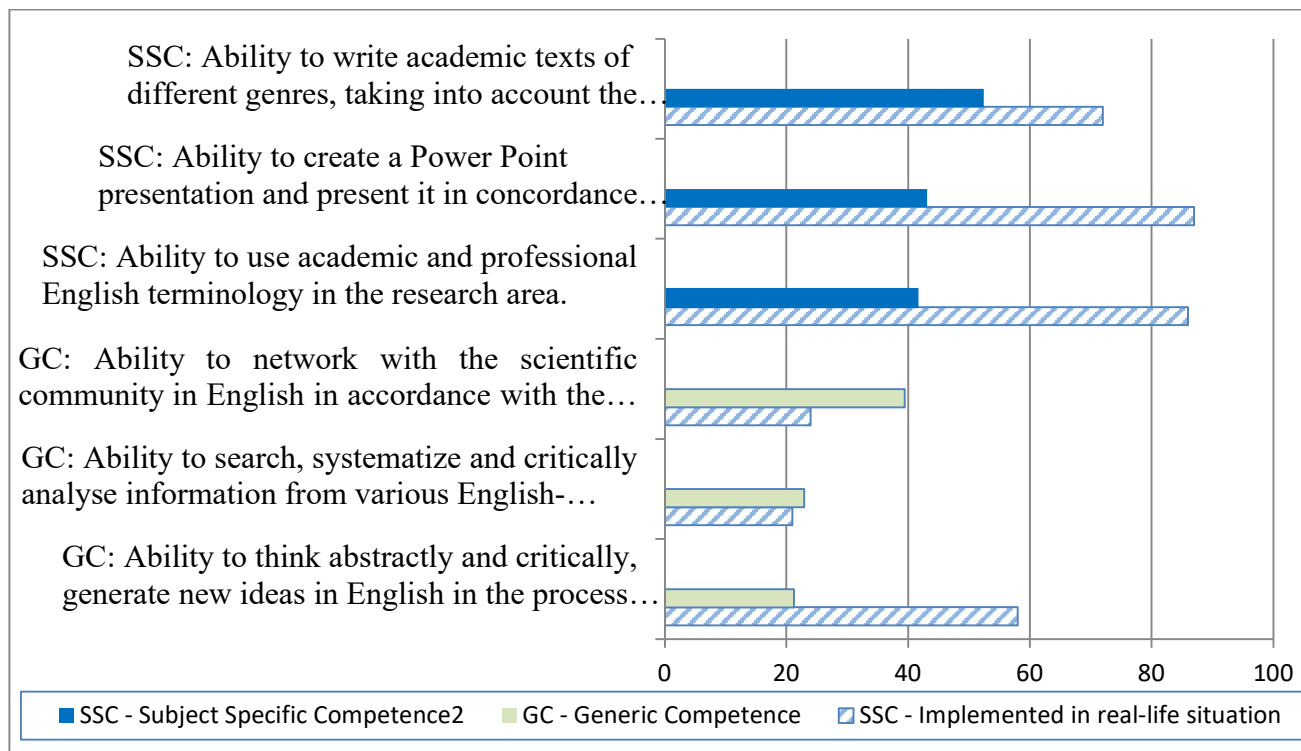 SSC: Ability to write academic texts of
different genres, taking into account the…
SSC: Ability to create a Power Point
presentation and present it in concordance…
SSC: Ability to use academic and professional
English terminology in the research area.
GC: Ability to network with the scientific
community in English in accordance with the…
GC: Ability to search, systematize and critically
analyse information from various English-…
GC: Ability to think abstractly and critically,
generate new ideas in English in the process…
0 20 40 60 80 100
SSC - Subject Specific Competence2 GC - Generic Competence SSC - Implemented in real-life situation